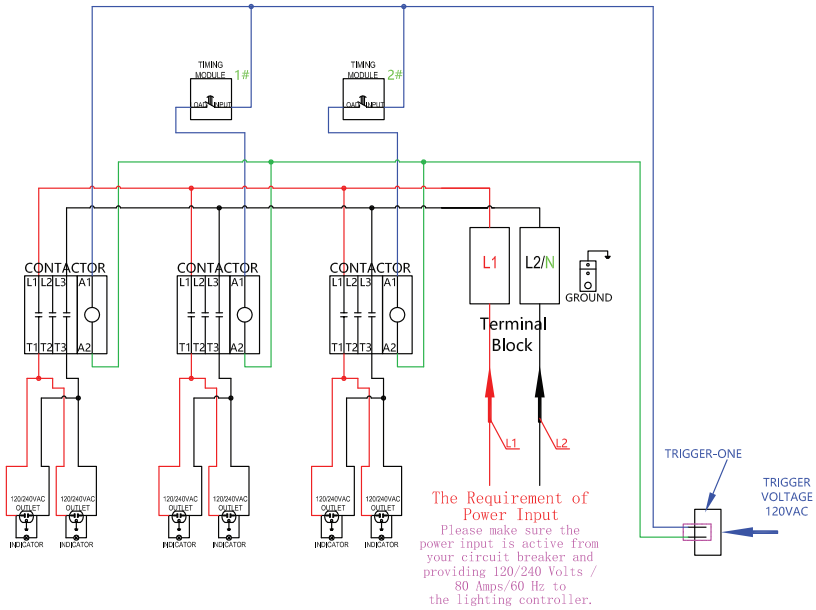 TIMING
MODULE 1#
TIMING
MODULE 2#
LOAD INPUT
LOAD INPUT
CONTACTOR
CONTACTOR
CONTACTOR
L1 L2 L3 A1
L1 L2 L3 A1
L1 L2 L3 A1
T1 T2 T3 A2
T1 T2 T3 A2
T1 T2 T3 A2
L1
L2/N
GROUND
Terminal
Block
L1
L2
TRIGGER-ONE
TRIGGER
VOLTAGE
120VAC
The Requirement of
Power Input
Please make sure the
power input is active from
your circuit breaker and
providing 120/240 Volts /
80 Amps/60 Hz to
the lighting controller.
120/240VAC
OUTLET
120/240VAC
OUTLET
120/240VAC
OUTLET
120/240VAC
OUTLET
120/240VAC
OUTLET
120/240VAC
OUTLET
INDICATOR
INDICATOR
INDICATOR
INDICATOR
INDICATOR
INDICATOR